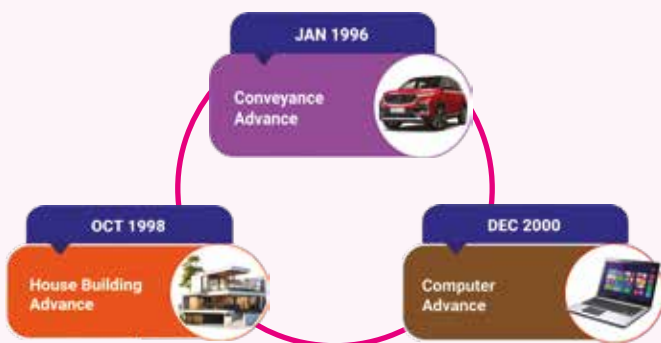 JAN 1996
Conveyance
Advance
OCT 1998
House Building
Advance
DEC 2000
Computer
Advance